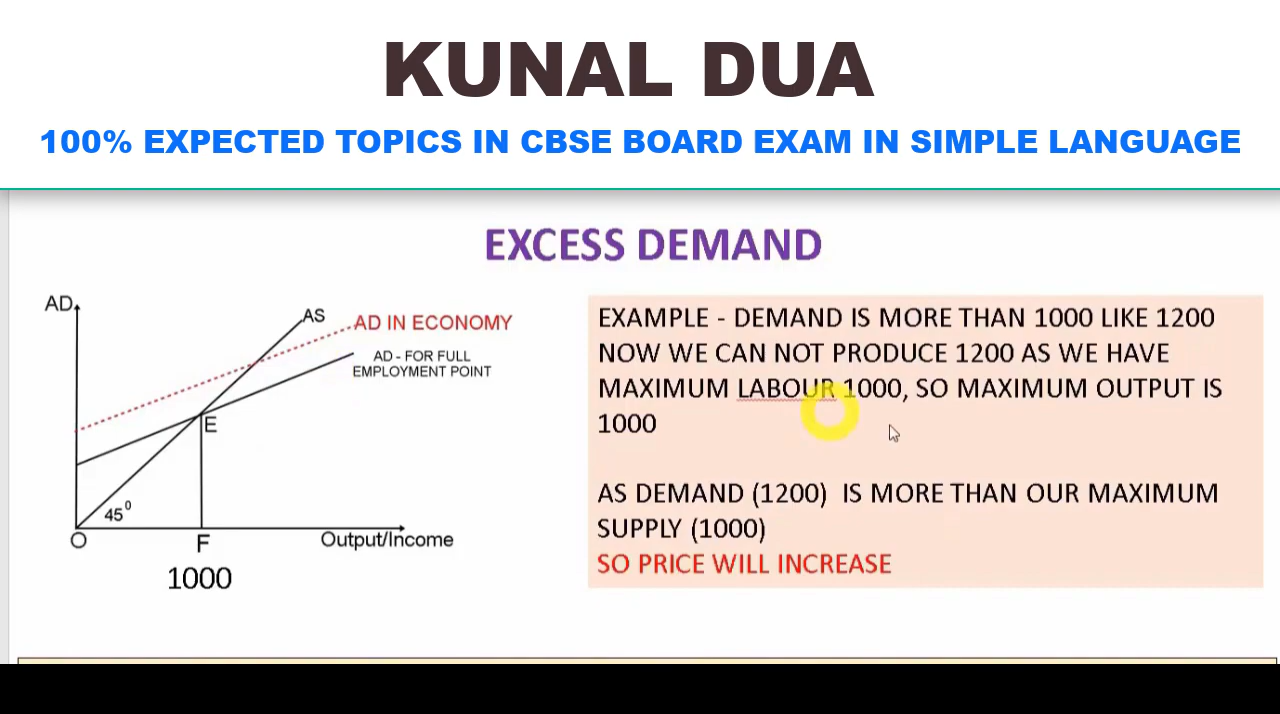 KUNAL DUA
100% EXPECTED TOPICS IN CBSE BOARD EXAM IN SIMPLE LANGUAGE
EXCESS DEMAND
AD
AS
AD IN ECONOMY
AD - FOR FULL
EMPLOYMENT POINT
E
45⁰
O
F
Output/Income
1000
EXAMPLE - DEMAND IS MORE THAN 1000 LIKE 1200
NOW WE CAN NOT PRODUCE 1200 AS WE HAVE
MAXIMUM LABOUR 1000, SO MAXIMUM OUTPUT IS
1000
AS DEMAND (1200) IS MORE THAN OUR MAXIMUM
SUPPLY (1000)
SO PRICE WILL INCREASE